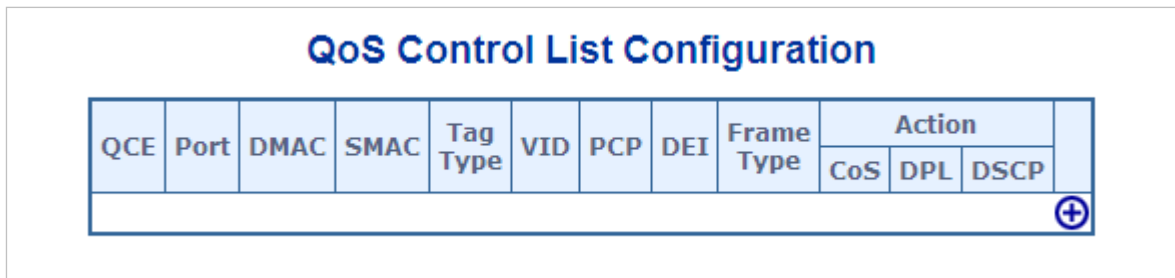 QoS Control List Configuration
QCE Port DMAC SMAC Tag Type VID PCP DEI Frame Type Action
CoS DPL DSCP